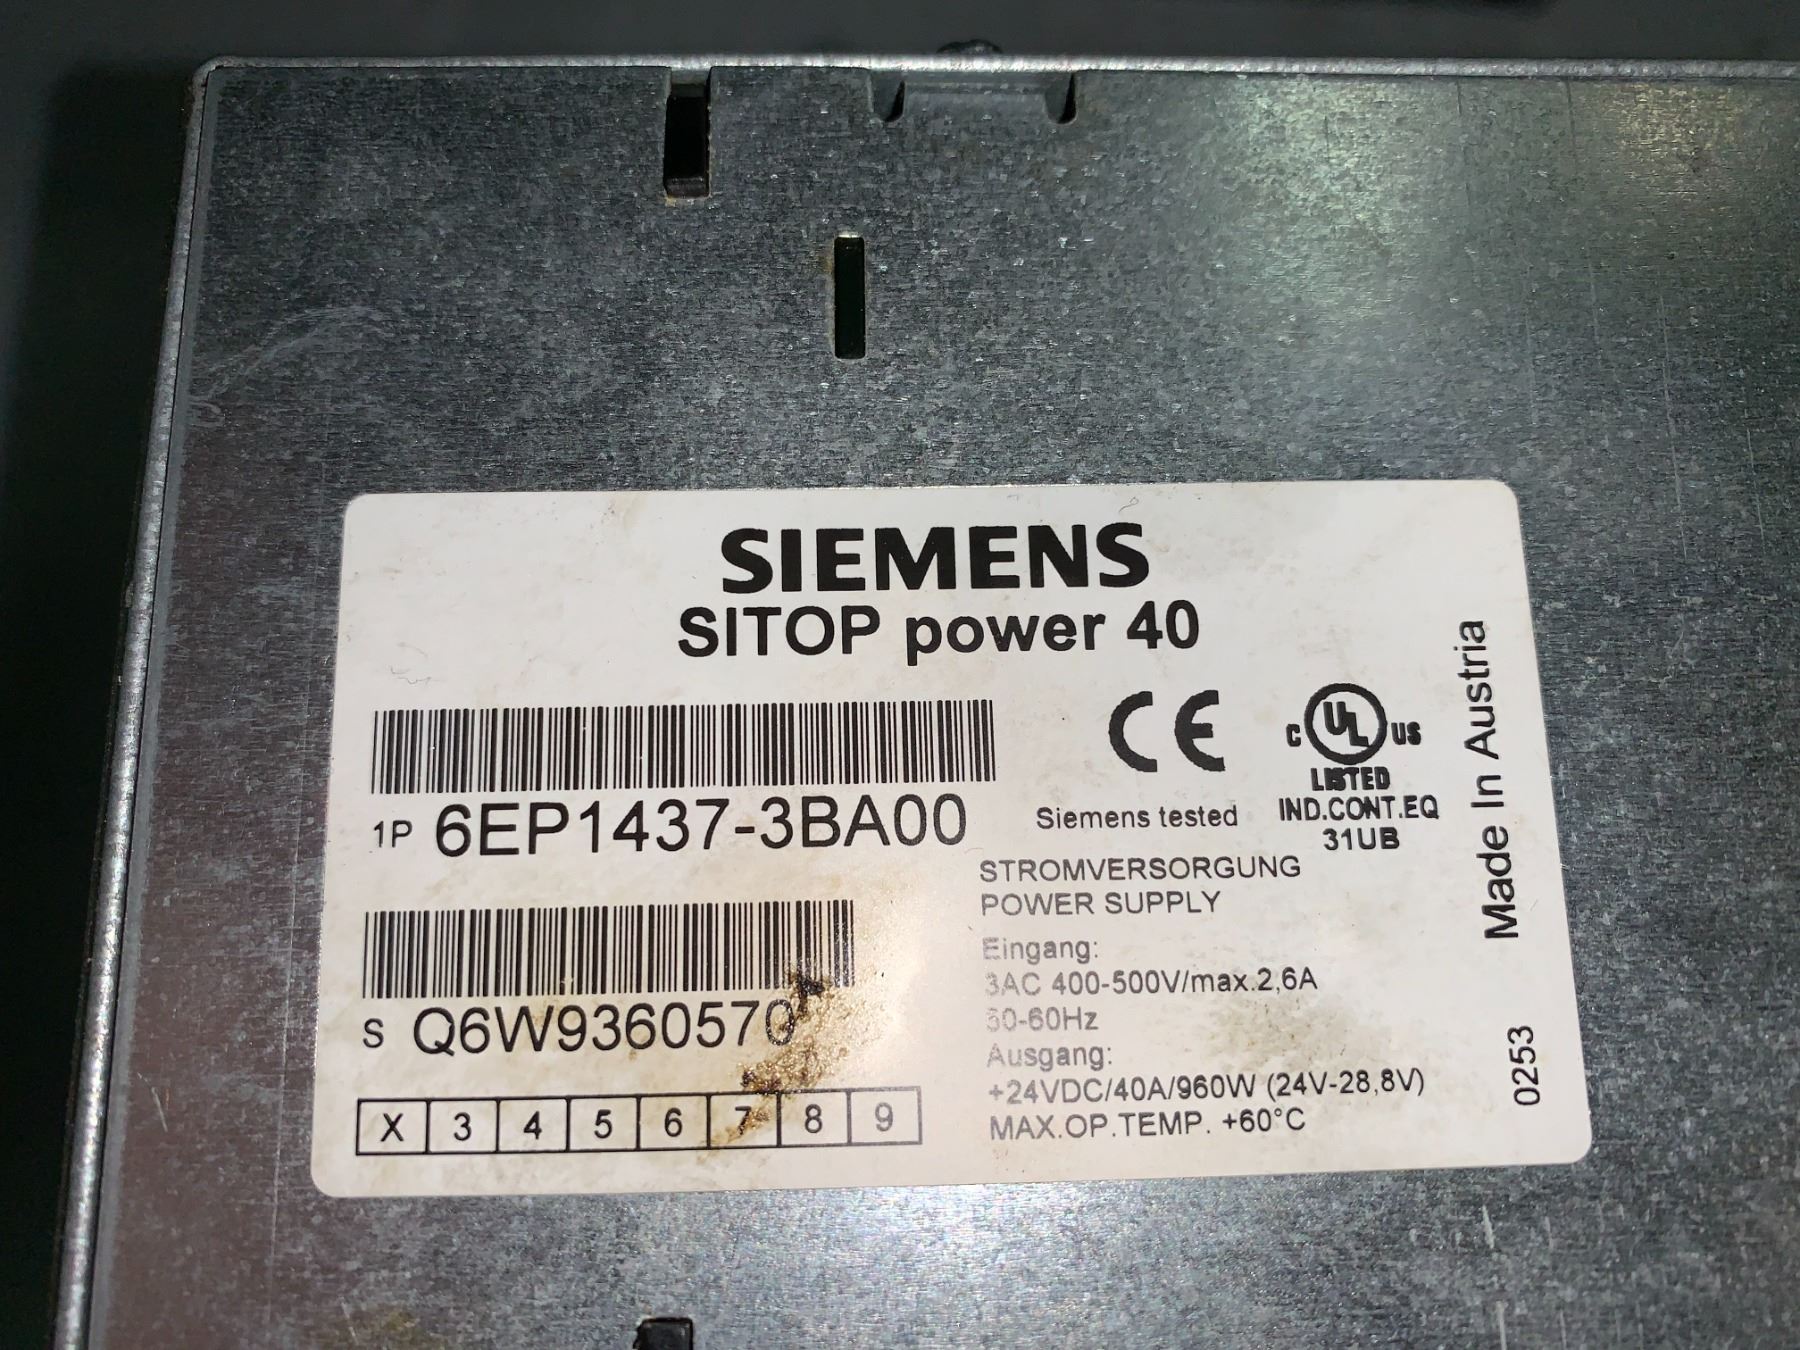 SIEMENS
SITOP power 40
1P 6EP1437-3BA00
Siemens tested
C UL US
LISTED
IND.CONT.EQ
31UB
STROMVERSORGUNG
POWER SUPPLY
Eingang:
3AC 400-500V/max.2,6A
50-60Hz
Ausgang:
+24VDC/40A/960W (24V-28,8V)
MAX.OP.TEMP. +60°C
S Q6W9360570
X 3 4 5 6 7 8 9
Made In Austria
0253